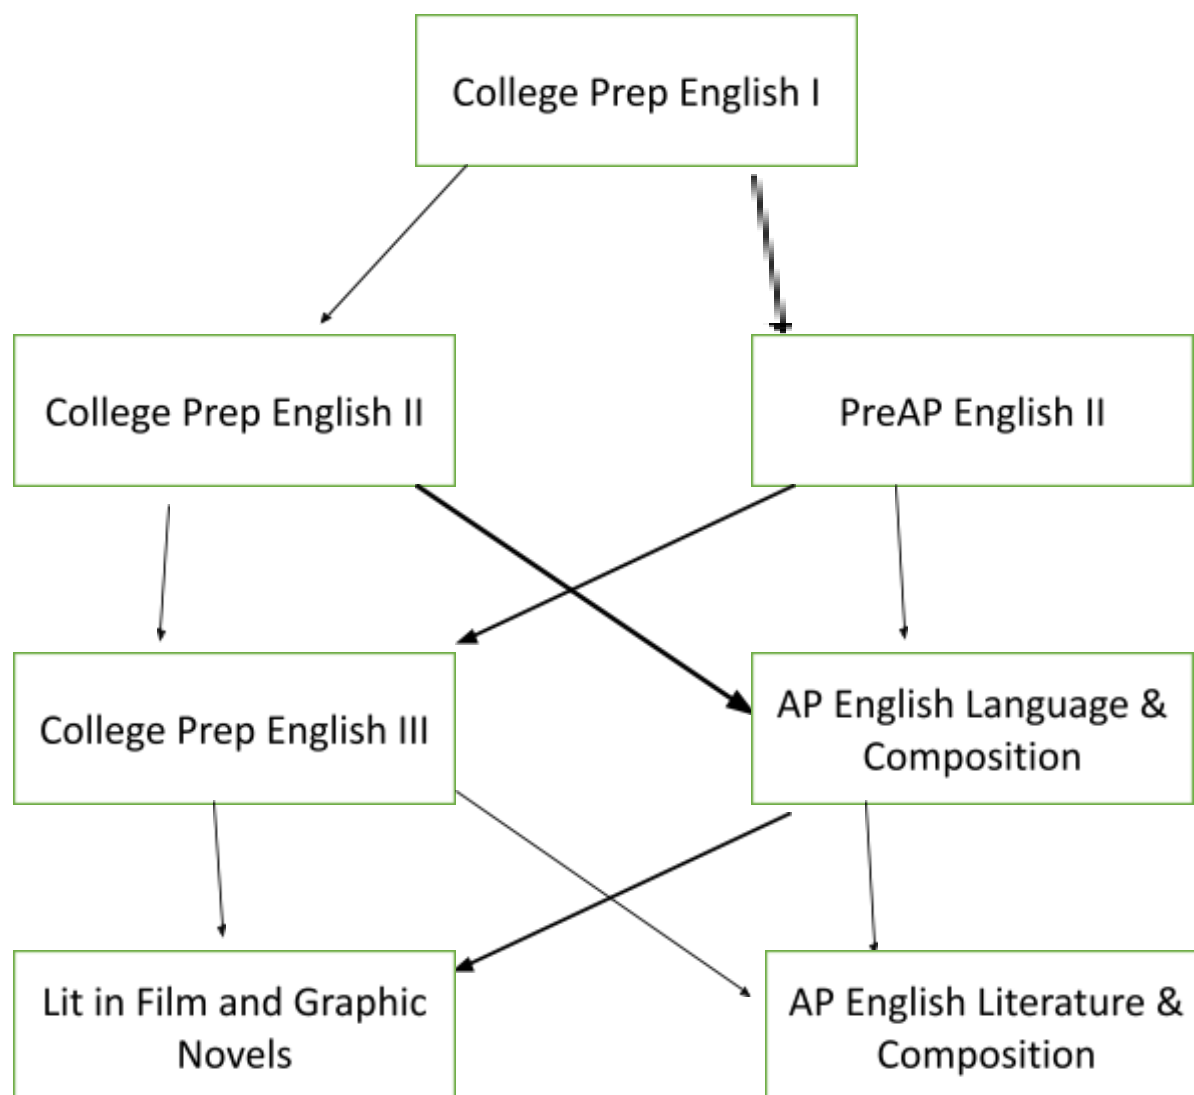 College Prep English I
College Prep English II
PreAP English II
College Prep English III
AP English Language &
Composition
Lit in Film and Graphic
Novels
AP English Literature &
Composition